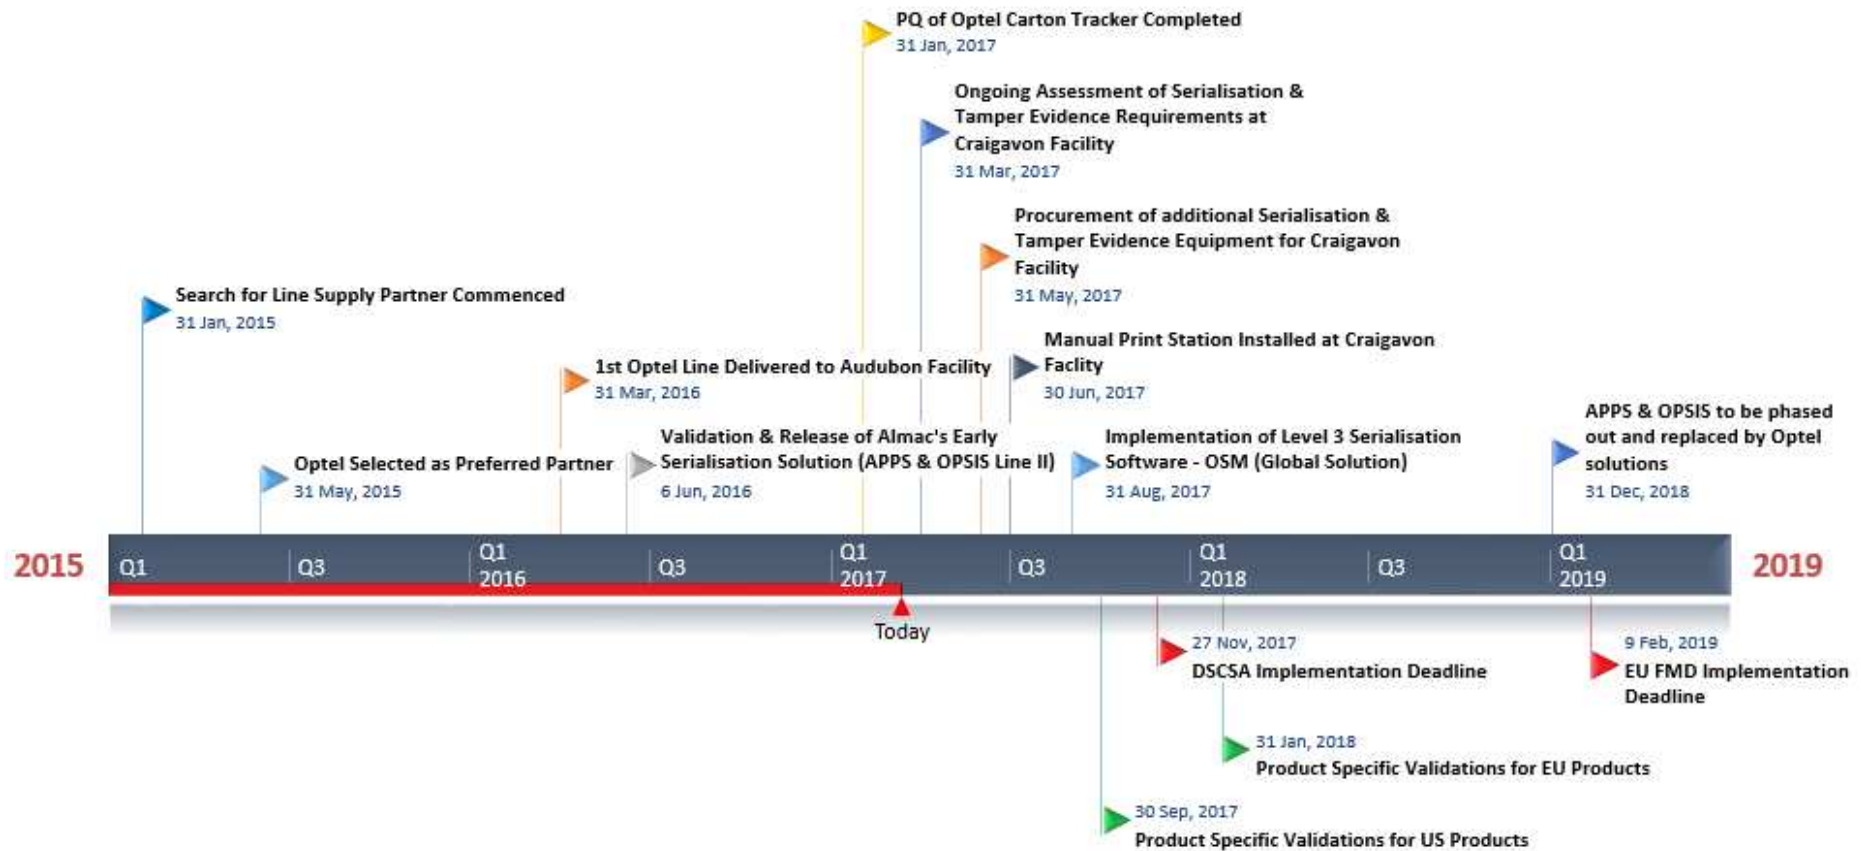 PQ of Optel Carton Tracker Completed
31 Jan, 2017
Ongoing Assessment of Serialisation &
Tamper Evidence Requirements at
Craigavon Facility
31 Mar, 2017
Procurement of additional Serialisation &
Tamper Evidence Equipment for Craigavon
Facility
31 May, 2017
Search for Line Supply Partner Commenced
31 Jan, 2015
Manual Print Station Installed at Craigavon
Faclity
30 Jun, 2017
1st Optel Line Delivered to Audubon Facility
31 Mar, 2016
APPS & OPSIS to be phased
out and replaced by Optel
solutions
31 Dec, 2018
Optel Selected as Preferred Partner
31 May, 2015
Validation & Release of Almac's Early
Serialisation Solution (APPS & OPSIS Line II)
6 Jun, 2016
Implementation of Level 3 Serialisation
Software - OSM (Global Solution)
31 Aug, 2017
2015
Q1
Q3
Q1
2016
Q3
Q1
2017
Q3
Q1
2018
Q3
Q1
2019
2019
Today
27 Nov, 2017
DSCSA Implementation Deadline
9 Feb, 2019
EU FMD Implementation
Deadline
31 Jan, 2018
Product Specific Validations for EU Products
30 Sep, 2017
Product Specific Validations for US Products